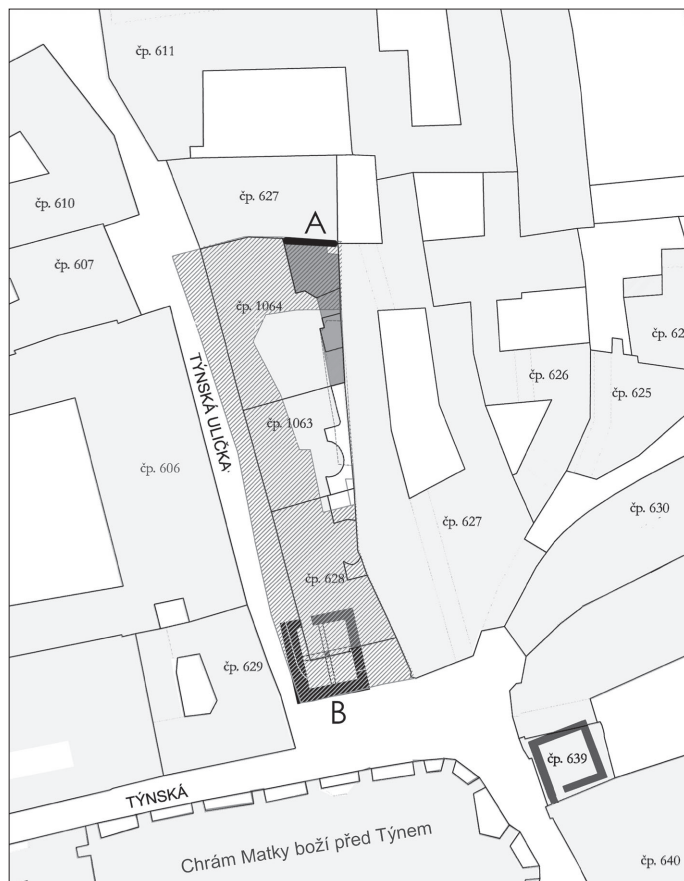 čp. 611
čp. 610
čp. 627
A
čp. 607
čp. 1064
čp. 626
čp. 625
TÝNSKÁ ULIČKA
čp. 1063
čp. 606
čp. 630
čp. 627
čp. 628
čp. 629
B
čp. 639
TÝNSKÁ
Chrám Matky boží před Týnem
čp. 640